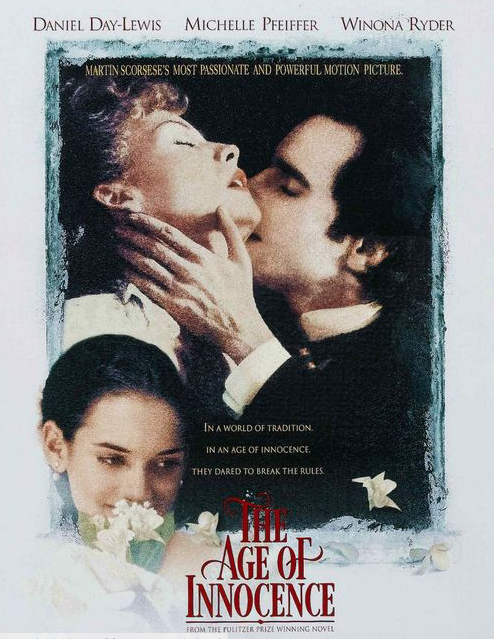 DANIEL DAY-LEWIS MICHELLE PFEIFFER WINONA RYDER
MARTIN SCORSESE'S MOST PASSIONATE AND POWERFUL MOTION PICTURE.
IN A WORLD OF TRADITION.
IN AN AGE OF INNOCENCE.
THEY DARED TO BREAK THE RULES.
THE
AGE OF
INNOCENCE
FROM THE PULITZER PRIZE WINNING NOVEL